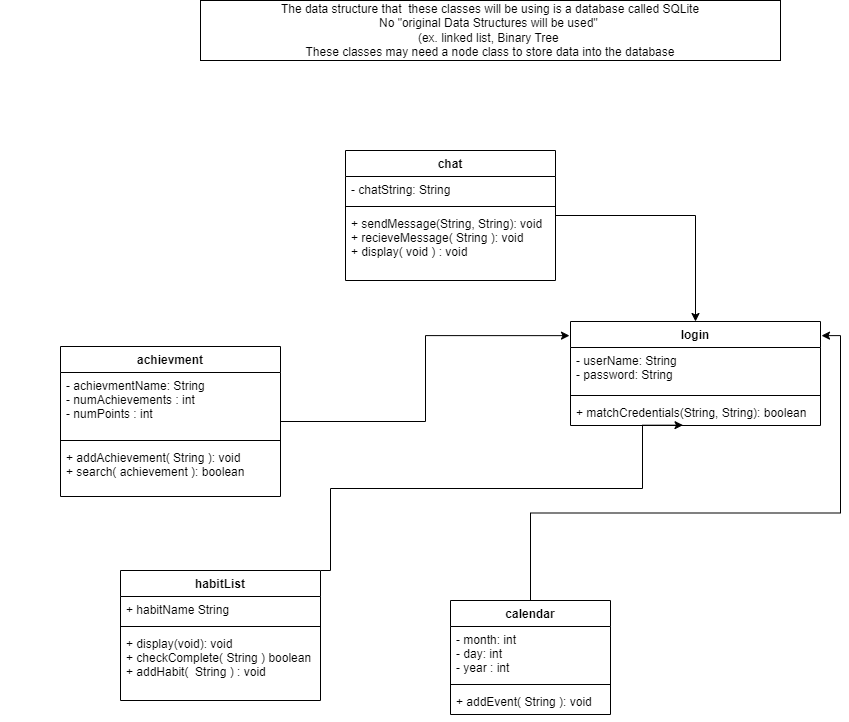 The data structure that  these classes will be using is a database called SQLite
No "original Data Structures will be used"
(ex. linked list, Binary Tree
These classes may need a node class to store data into the database
chat
- chatString: String
+ sendMessage(String, String): void
+ recieveMessage( String ): void
+ display( void ) : void
login
- userName: String
- password: String
+ matchCredentials(String, String): boolean
achievment
- achievmentName: String
- numAchievements : int
- numPoints : int
+ addAchievement( String ): void
+ search( achievement ): boolean
habitList
+ habitName String
+ display(void): void
+ checkComplete( String ) boolean
+ addHabit(  String ) : void
calendar
- month: int
- day: int
- year : int
+ addEvent( String ): void